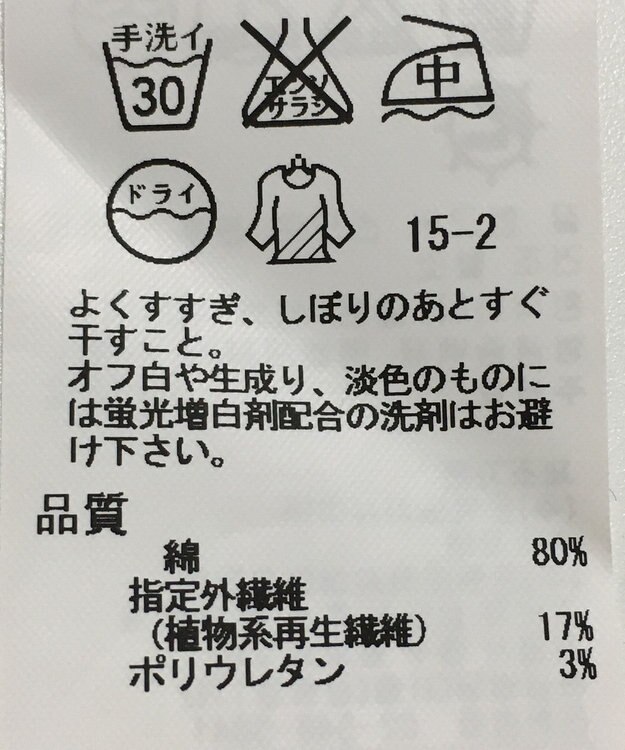 手洗イ
30
エンソ
サラシ
中
ドライ
15-2
よくすすぎ、しぼりのあとすぐ
干すこと。
オフ白や生成り、淡色のものに
は蛍光増白剤配合の洗剤はお避
け下さい。
品質
綿 80%
指定外繊維
(植物系再生繊維) 17%
ポリウレタン 3%